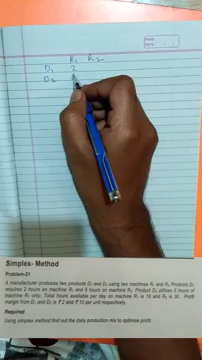 R₁ R₂
D₁ 2
D₂
Simplex- Method
Problem-21
A manufacturer produces two products D₁ and D₂ using two machines R₁ and R₂ Products D₁
requires 2 hours on machine R₁ and 6 hours on machine R₂. Product D₂ utilizes 5 hours of
machine R₁ only. Total hours available per day on machine R₁ is 16 and R₂ is 30. Profit
margin from D₁ and D₂ is ₹ 2 and ₹ 10 per unit respectively.
Required
Using simplex method find out the daily production mix to optimise profit.